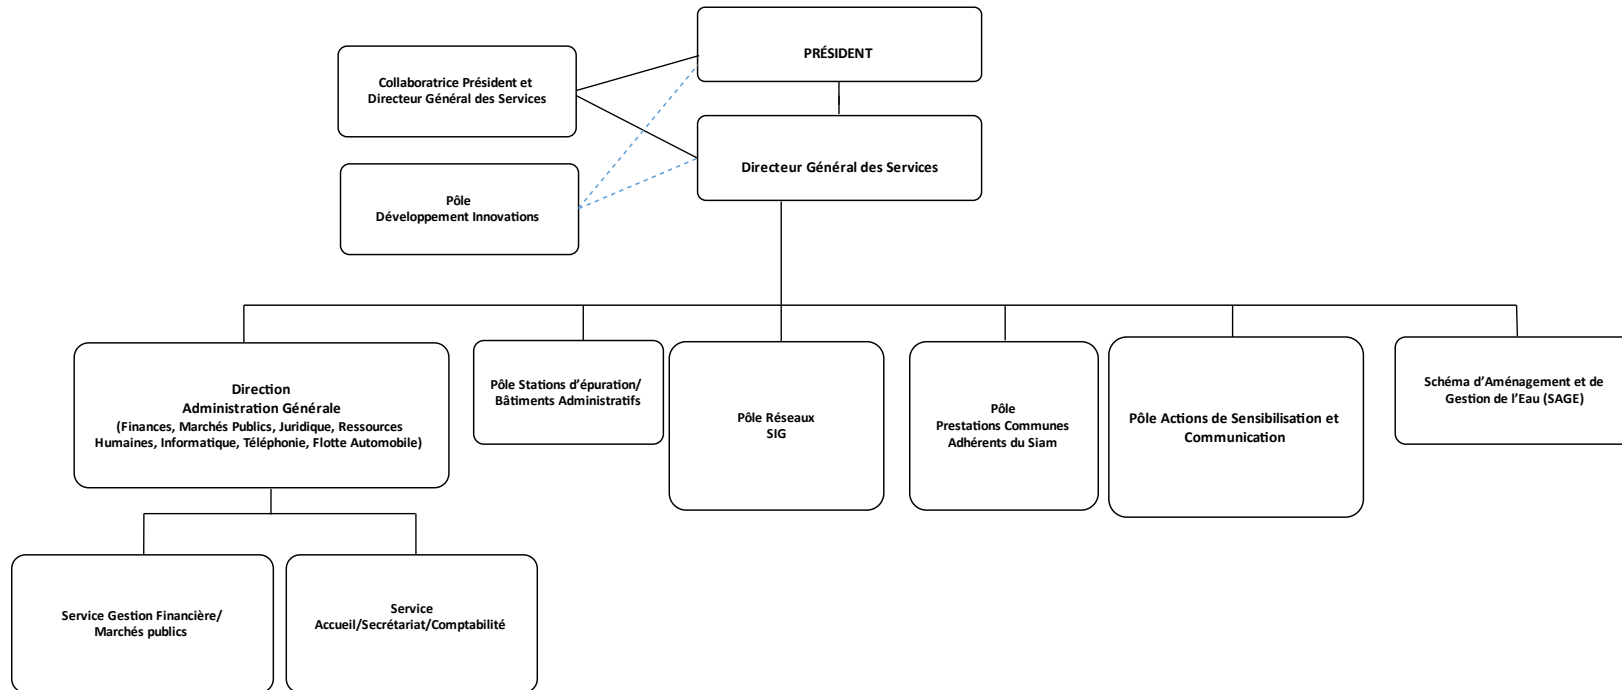 PRÉSIDENT
Collaboratrice Président et
Directeur Général des Services
Directeur Général des Services
Pôle
Développement Innovations
Direction
Administration Générale
(Finances, Marchés Publics, Juridique, Ressources
Humaines, Informatique, Téléphonie, Flotte Automobile)
Pôle Stations d’épuration/
Bâtiments Administratifs
Pôle Réseaux
SIG
Pôle
Prestations Communes
Adhérents du Siam
Pôle Actions de Sensibilisation et
Communication
Schéma d’Aménagement et de
Gestion de l’Eau (SAGE)
Service Gestion Financière/
Marchés publics
Service
Accueil/Secrétariat/Comptabilité